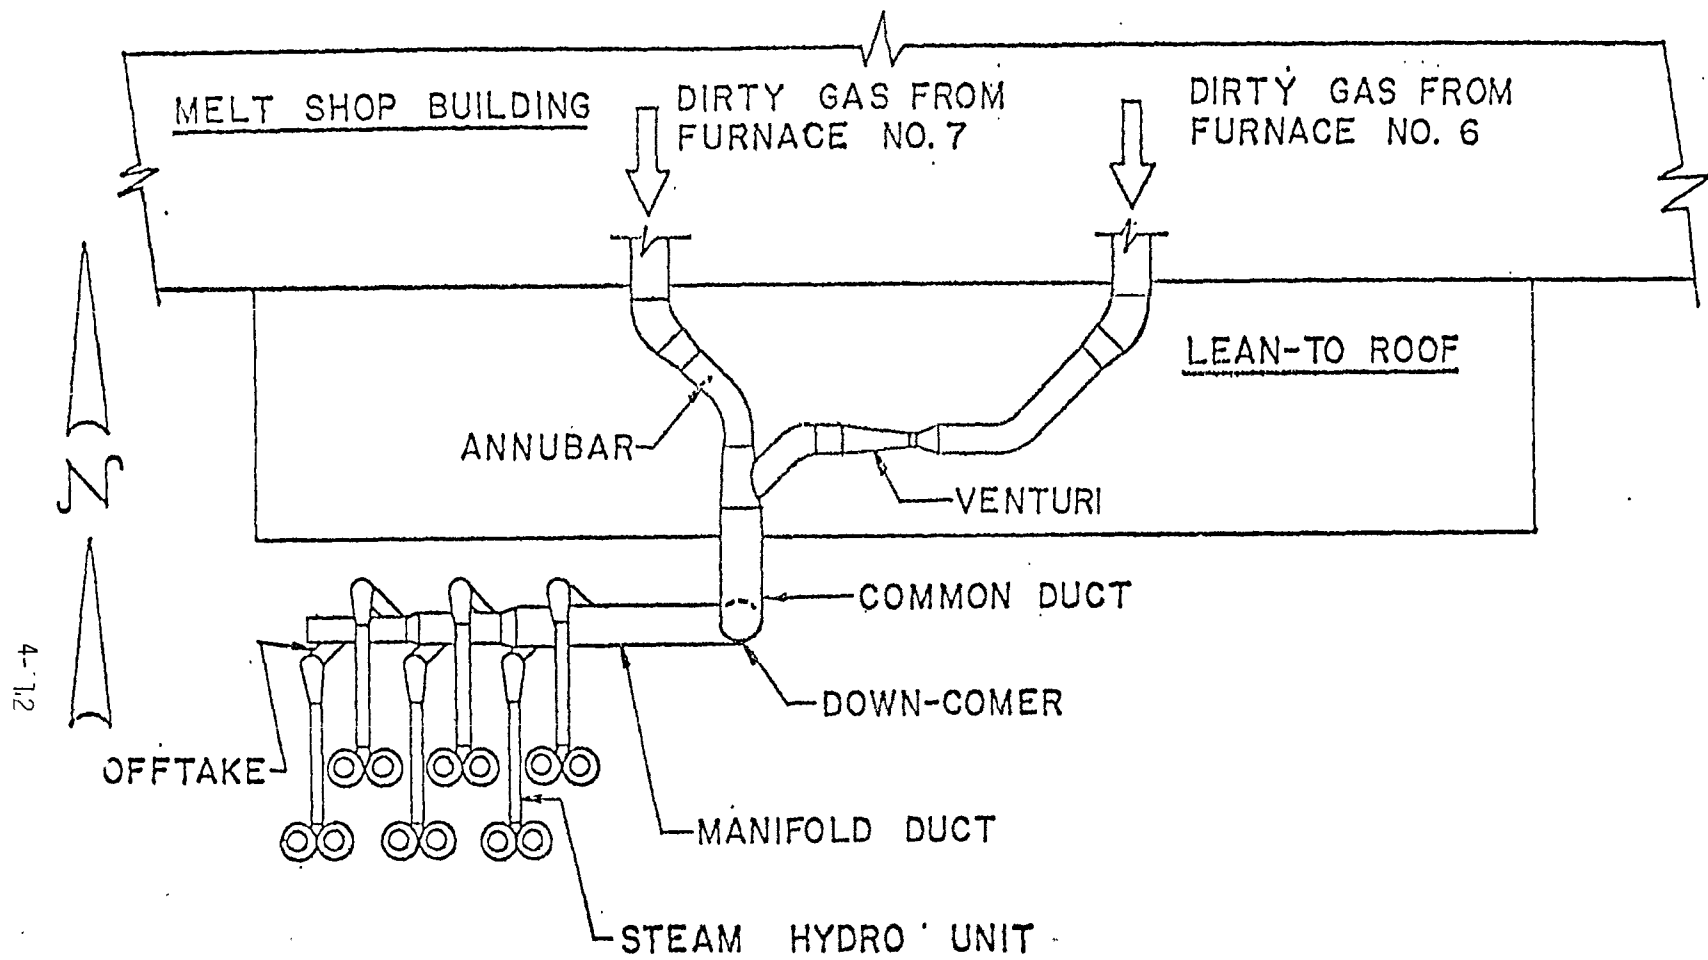 MELT SHOP BUILDING
DIRTY GAS FROM
FURNACE NO. 7
DIRTY GAS FROM
FURNACE NO. 6
LEAN-TO ROOF
ANNUBAR
VENTURI
N
COMMON DUCT
DOWN-COMER
OFFTAKE
MANIFOLD DUCT
STEAM HYDRO UNIT
4-12